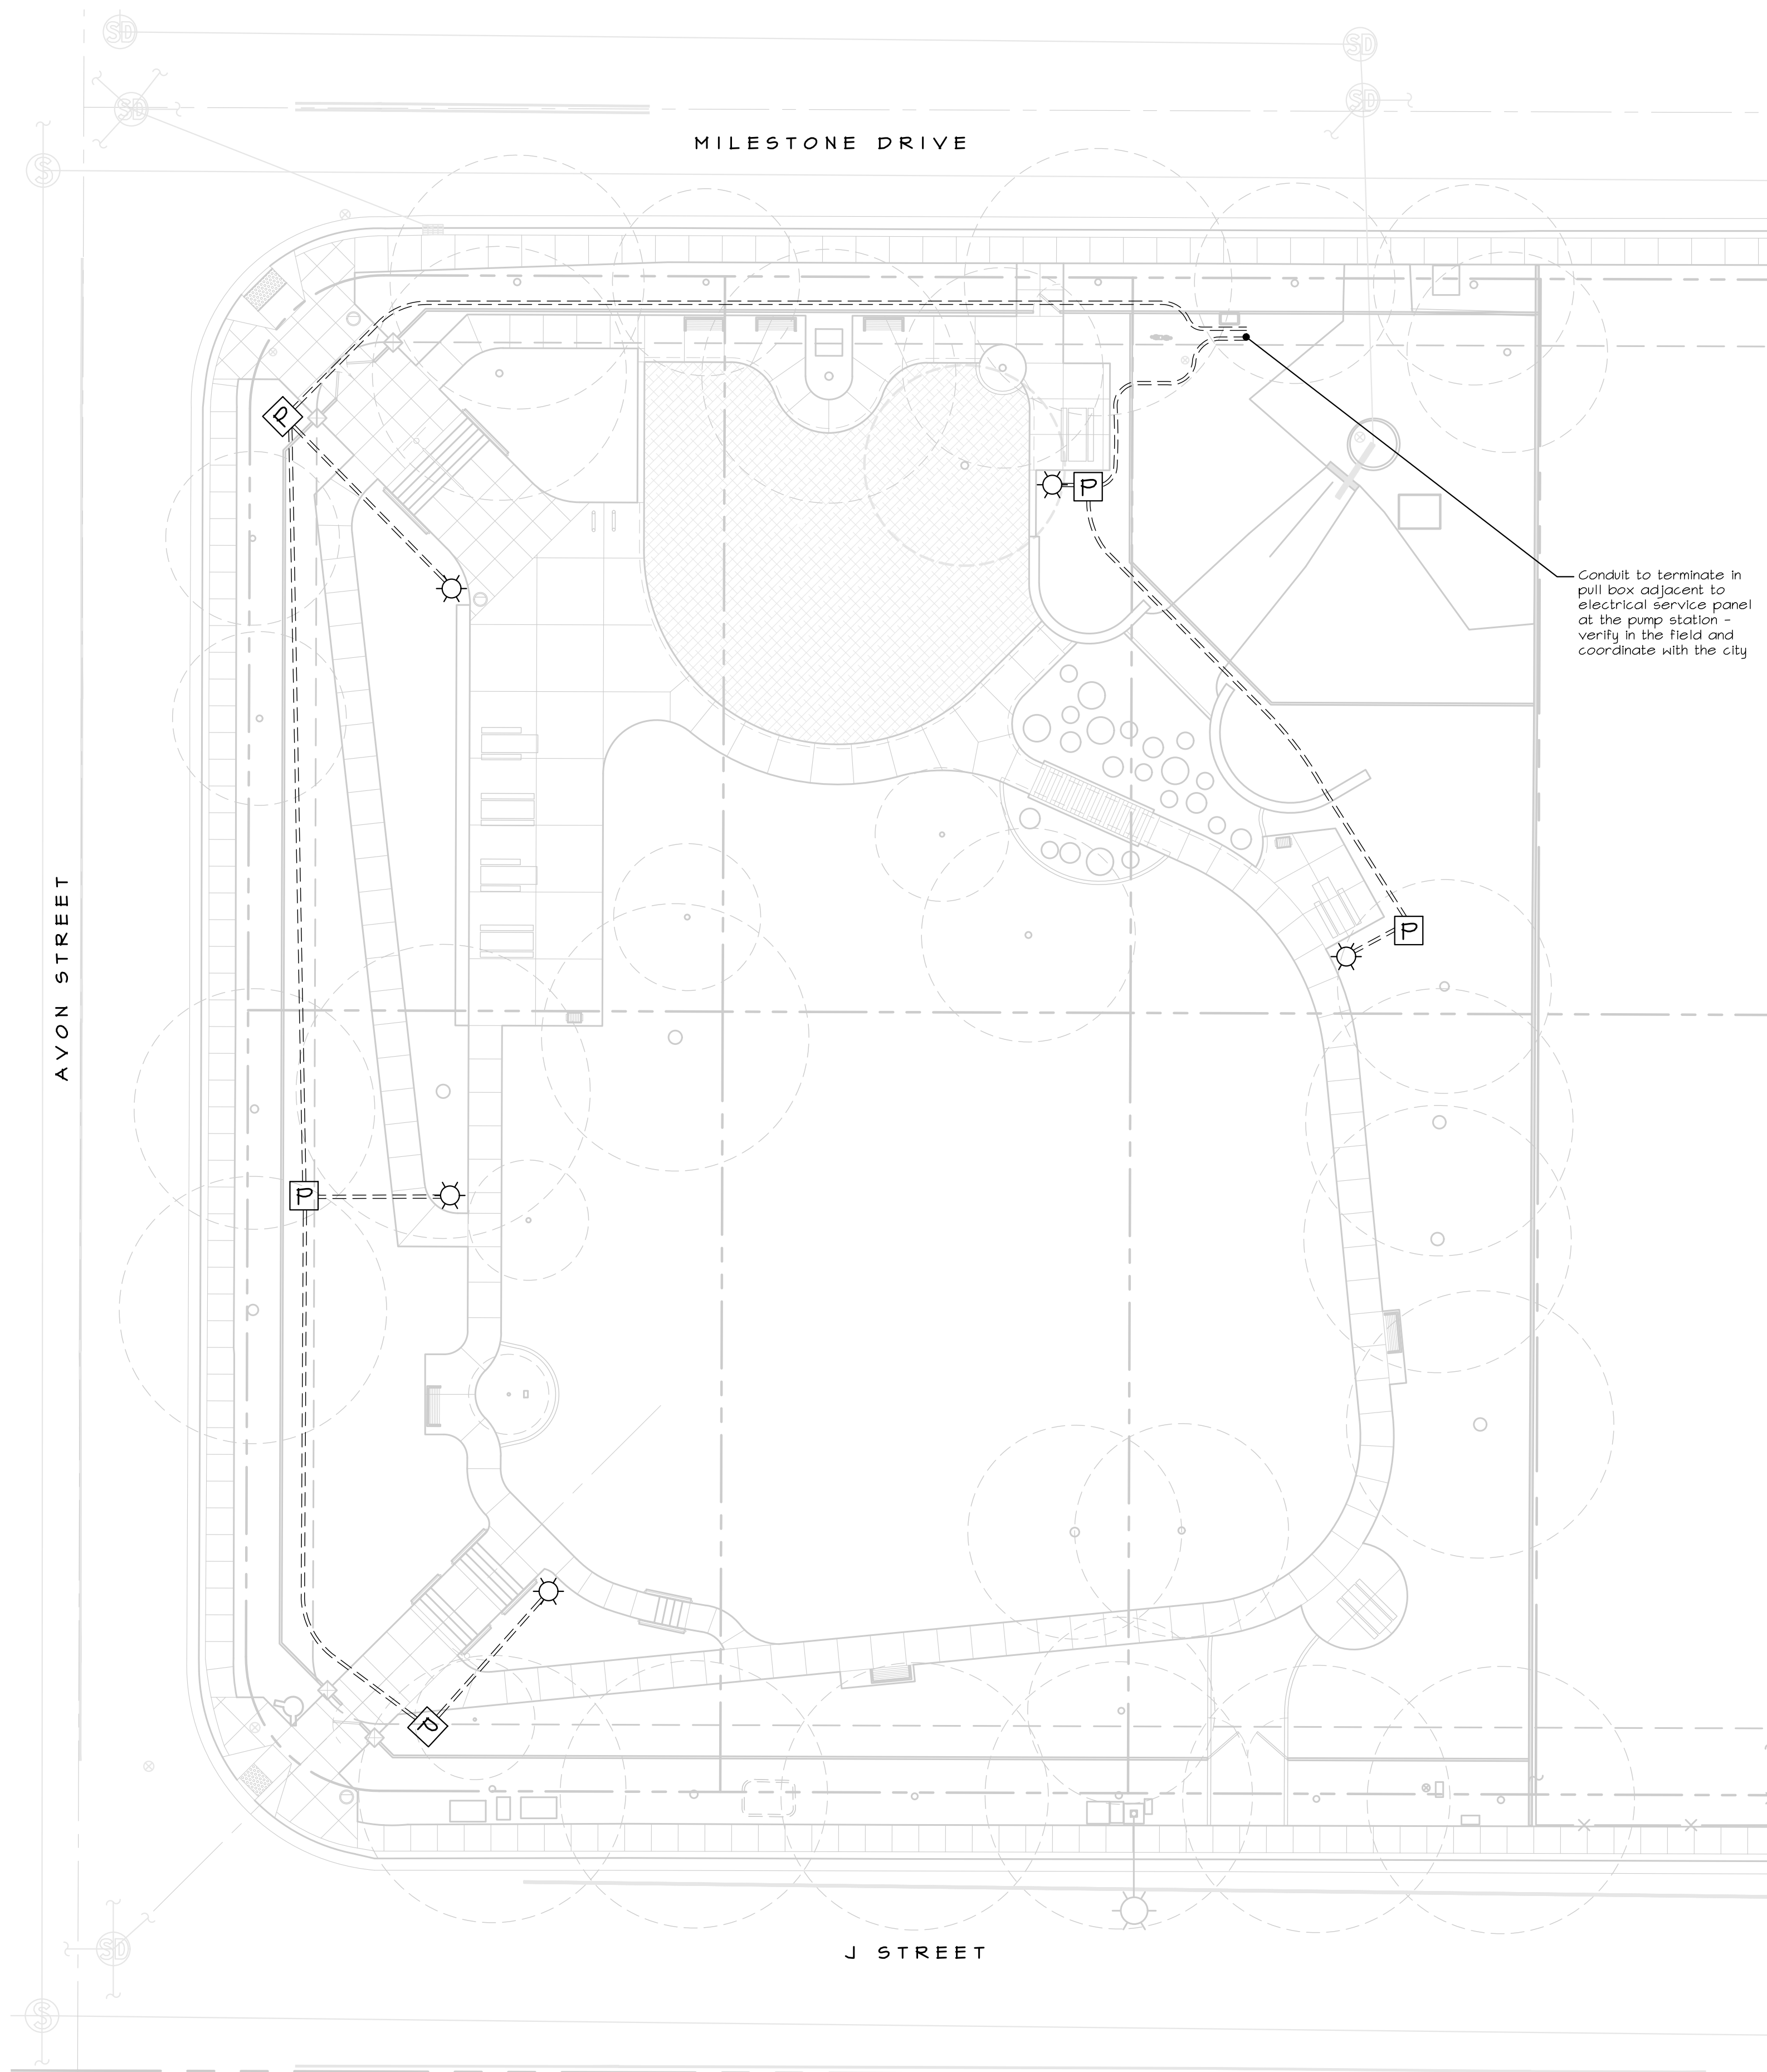 SD
SD
SD
SD
MILESTONE DRIVE
S
P
P
Conduit to terminate in
pull box adjacent to
electrical service panel
at the pump station -
verify in the field and
coordinate with the city
AVON STREET
P
P
P
J STREET
SD
S